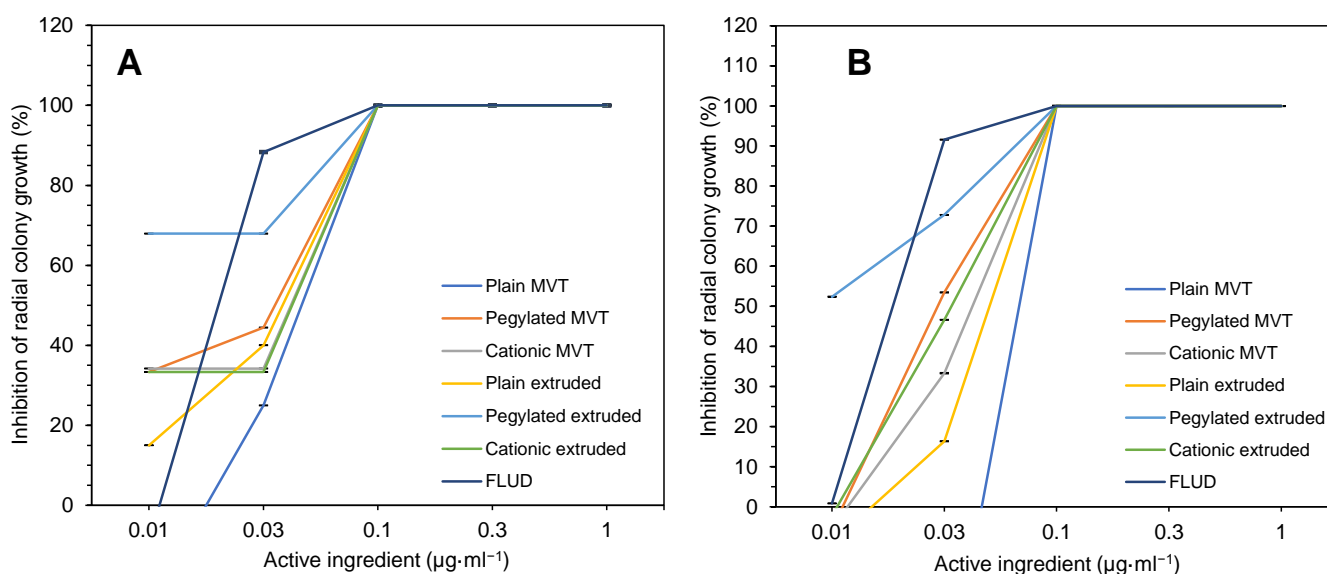 A
Inhibition of radial colony growth (%)
120
100
80
60
40
20
0
0.01 0.03 0.1 0.3 1
Active ingredient (µg·ml⁻¹)
Plain MVT
Pegylated MVT
Cationic MVT
Plain extruded
Pegylated extruded
Cationic extruded
FLUD
B
Inhibition of radial colony growth (%)
120
110
100
90
80
70
60
50
40
30
20
10
0
0.01 0.03 0.1 0.3 1
Active ingredient (µg·ml⁻¹)
Plain MVT
Pegylated MVT
Cationic MVT
Plain extruded
Pegylated extruded
Cationic extruded
FLUD